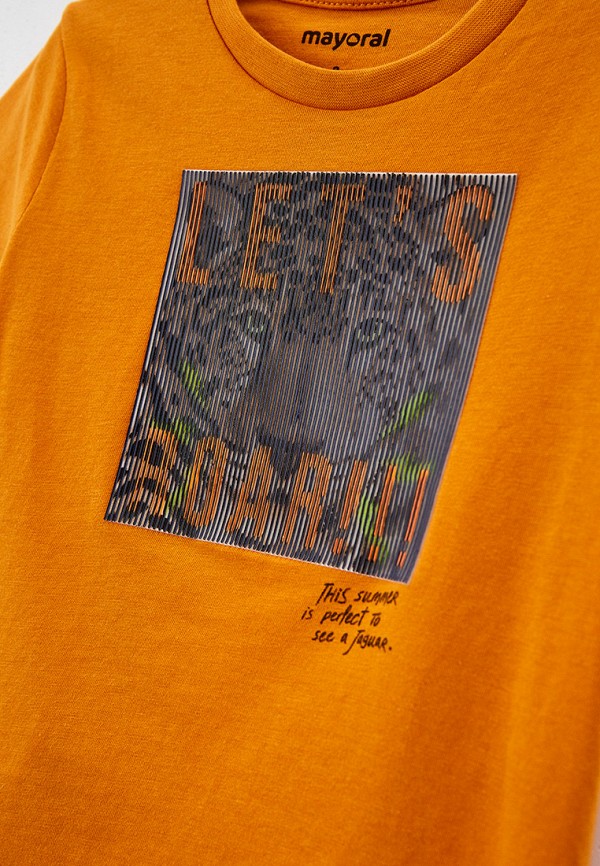 mayoral
LET'S
ROAR!!!
THiS summer
is perfect to
see a Jaguar.